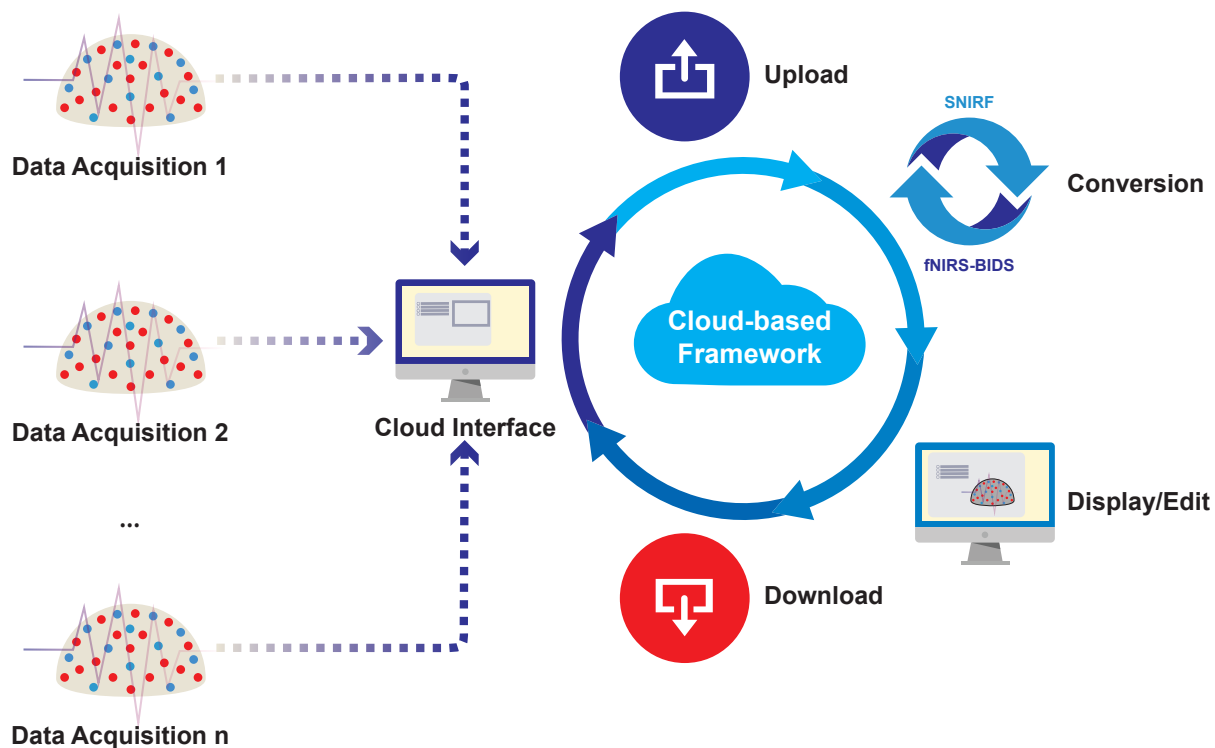 Data Acquisition 1
Data Acquisition 2
...
Data Acquisition n
Cloud Interface
Upload
SNIRF
Conversion
fNIRS-BIDS
Cloud-based
Framework
Display/Edit
Download